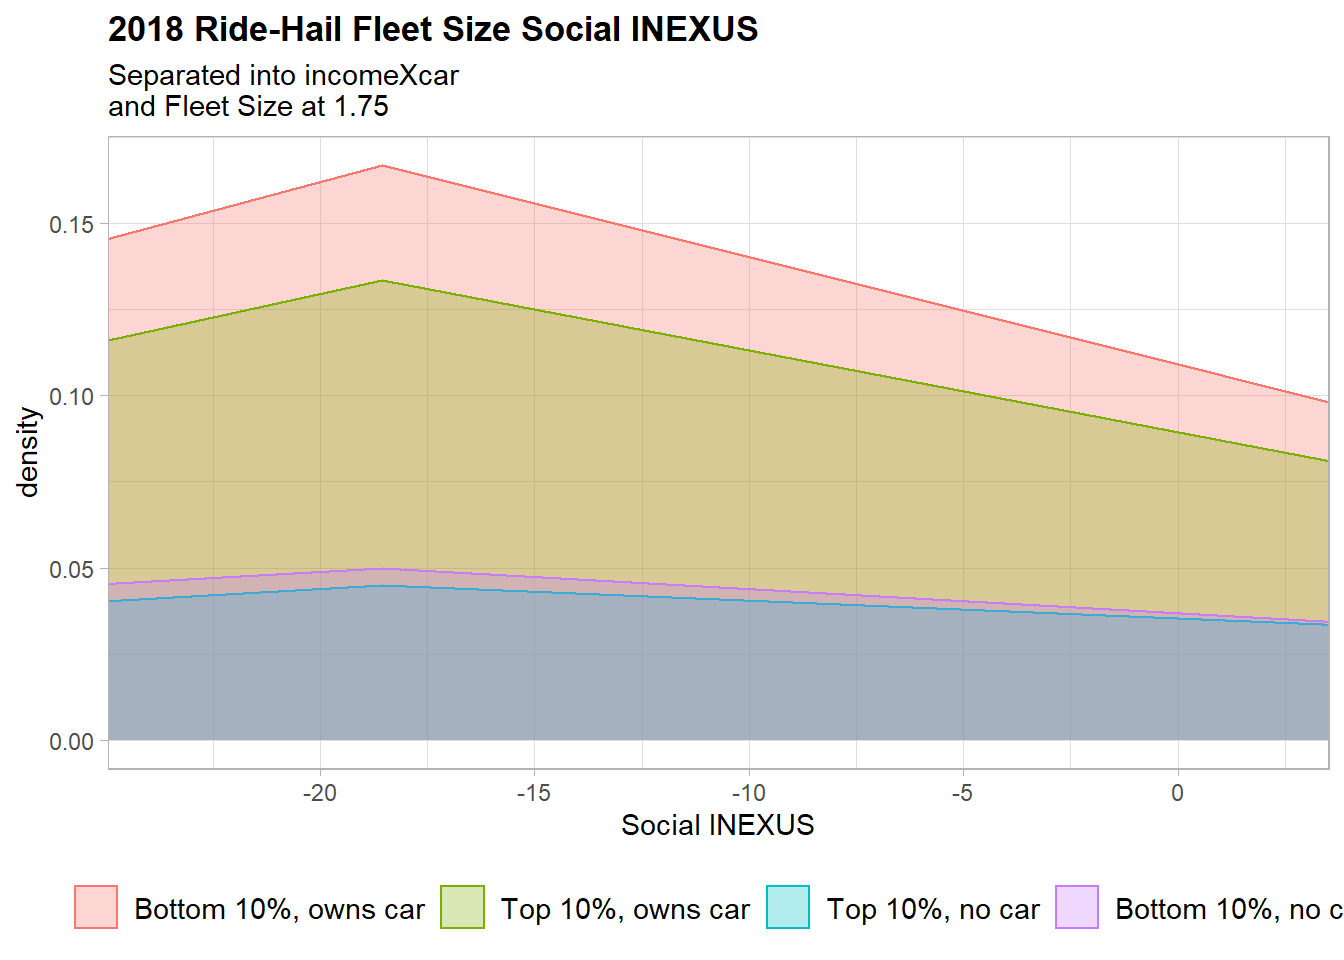 2018 Ride-Hail Fleet Size Social INEXUS
Separated into incomeXcar
and Fleet Size at 1.75
density
0.15
0.10
0.05
0.00
-20 -15 -10 -5 0
Social INEXUS
Bottom 10%, owns car Top 10%, owns car Top 10%, no car Bottom 10%, no c